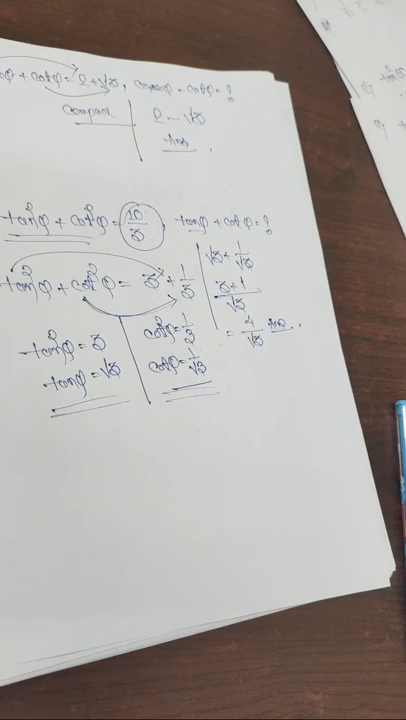 φ + cotφ = 2 + √3, cosecφ - cotφ = ?
compare
2 - √3
Ans.
tan²φ + cot²φ = 10/3, tanφ + cotφ = ?
tan²φ + cot²φ = 3 + 1/3
√3 + 1/√3
3 + 1/√3
= 4/√3 Ans.
tan²φ = 3
cot²φ = 1/3
tanφ = √3
cotφ = 1/√3